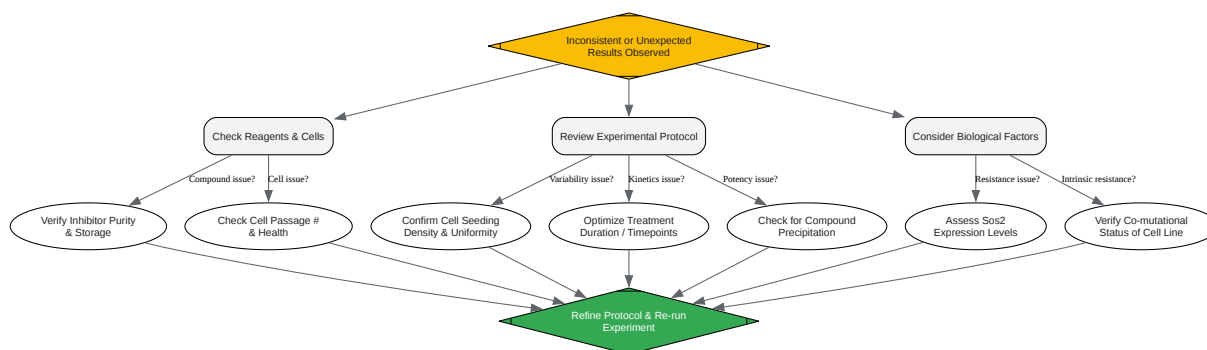 Inconsistent or Unexpected
Results Observed
Check Reagents & Cells
Review Experimental Protocol
Consider Biological Factors
Compound issue?
Cell issue?
Variability issue?
Kinetics issue?
Potency issue?
Resistance issue?
Intrinsic resistance?
Verify Inhibitor Purity
& Storage
Check Cell Passage #
& Health
Confirm Cell Seeding
Density & Uniformity
Optimize Treatment
Duration / Timepoints
Check for Compound
Precipitation
Assess Sos2
Expression Levels
Verify Co-mutational
Status of Cell Line
Refine Protocol & Re-run
Experiment